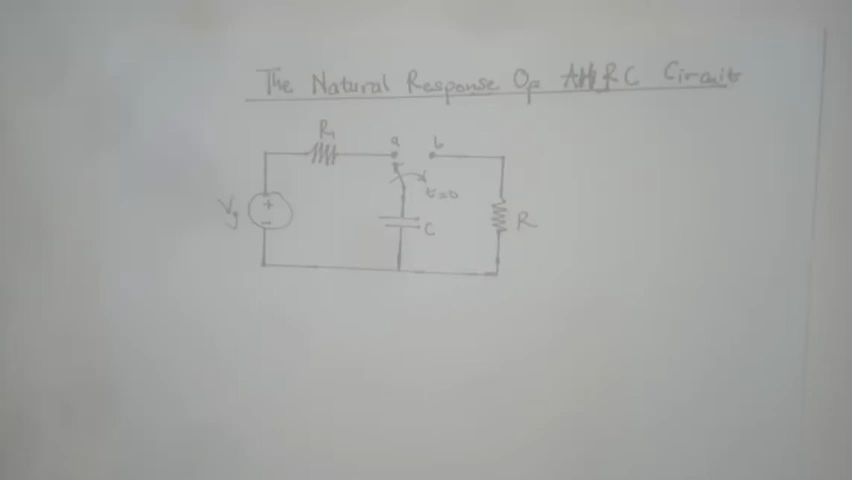 The Natural Response Of RC Circuits
R₁
a b
t=0
Vg + - C R